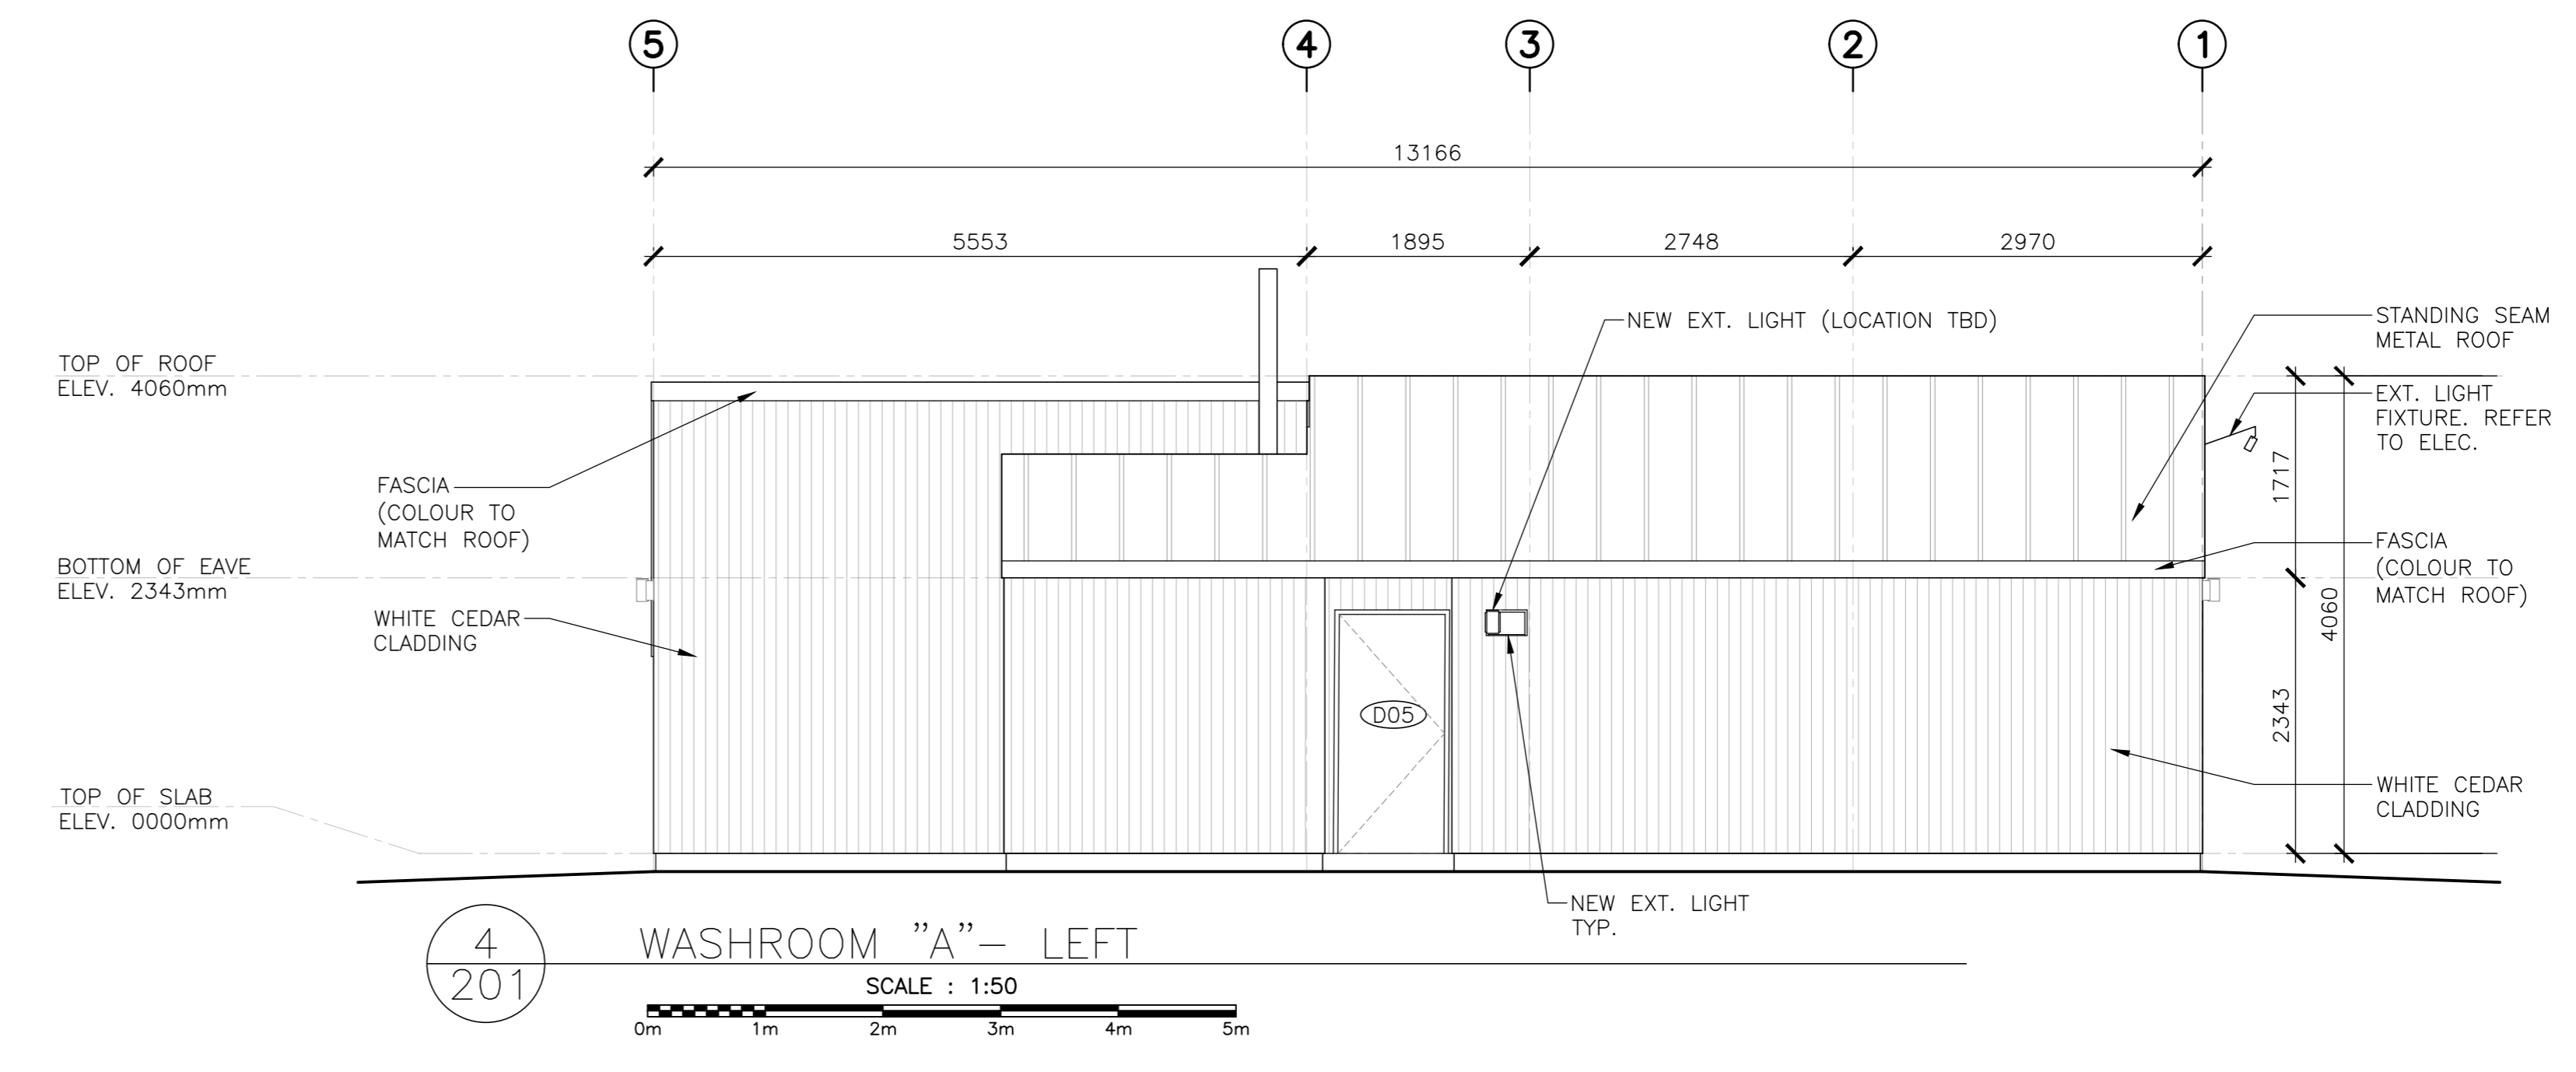 5
4
3
2
1
13166
5553
1895
2748
2970
NEW EXT. LIGHT (LOCATION TBD)
STANDING SEAM
METAL ROOF
TOP OF ROOF
ELEV. 4060mm
EXT. LIGHT
FIXTURE. REFER
TO ELEC.
1717
FASCIA
(COLOUR TO
MATCH ROOF)
FASCIA
(COLOUR TO
MATCH ROOF)
BOTTOM OF EAVE
ELEV. 2343mm
4060
WHITE CEDAR
CLADDING
D05
2343
WHITE CEDAR
CLADDING
TOP OF SLAB
ELEV. 0000mm
NEW EXT. LIGHT
TYP.
4
201
WASHROOM "A"- LEFT
SCALE : 1:50
0m 1m 2m 3m 4m 5m